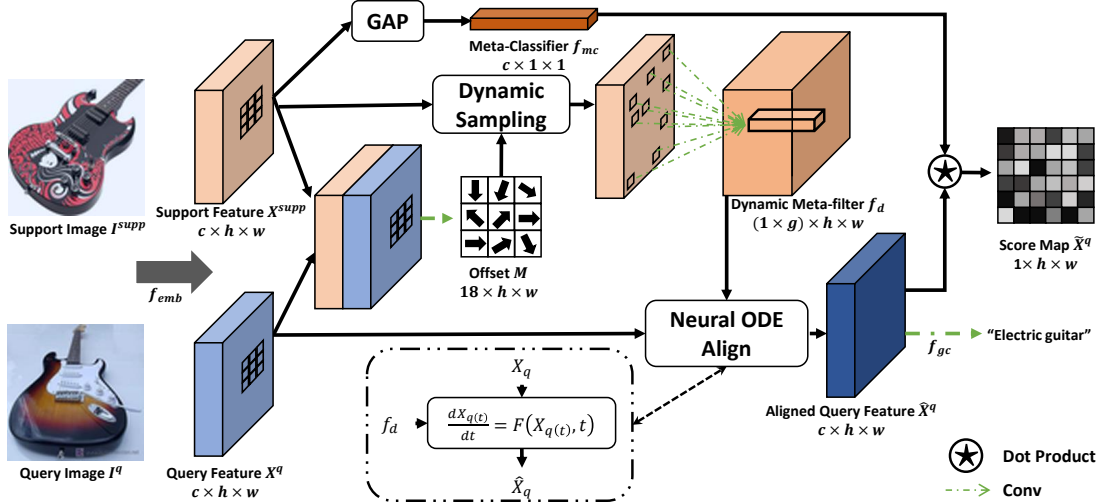 GAP
Meta-Classifier f_mc
c × 1 × 1
Dynamic
Sampling
Support Feature X^supp
c × h × w
Support Image I^supp
Dynamic Meta-filter f_d
(1 × g) × h × w
Score Map X̃^q
1× h × w
Offset M
18 × h × w
f_emb
Neural ODE
Align
f_gc
“Electric guitar”
X_q
f_d
dX_q(t)/dt = F(X_q(t), t)
X̂_q
Aligned Query Feature X̂^q
c × h × w
Query Image I^q
Query Feature X^q
c × h × w
Dot Product
Conv